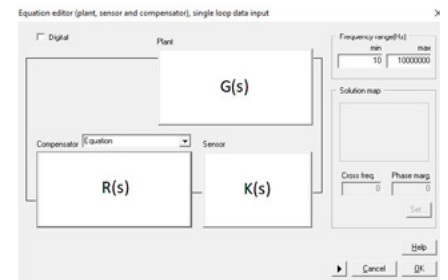 Equation editor (plant, sensor and compensator), single loop data input
Digital
Plant
G(s)
Compensator
Equation
R(s)
Sensor
K(s)
Frequency range(Hz)
min
max
10
10000000
Solution map
Cross freq.
Phase marg.
0
0
Set...
Help
Cancel
OK